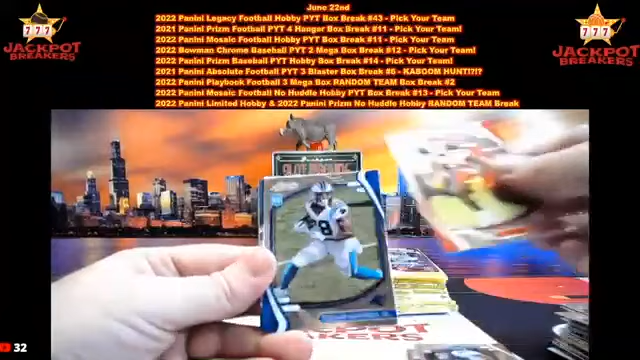 June 22nd
2022 Panini Legacy Football Hobby PYT Box Break #43 - Pick Your Team
2021 Panini Prizm Football PYT 4 Hanger Box Break #11 - Pick Your Team!
2022 Panini Mosaic Football Hobby PYT Box Break #11 - Pick Your Team
2022 Bowman Chrome Baseball PYT 2 Mega Box Break #12 - Pick Your Team!
2022 Panini Prizm Baseball PYT Hobby Box Break #14 - Pick Your Team!
2021 Panini Absolute Football PYT 3 Blaster Box Break #6 - KABOOM HUNT!?!?
2022 Panini Playbook Football 3 Mega Box RANDOM TEAM Box Break #2
2022 Panini Mosaic Football No Huddle Hobby PYT Box Break #13 - Pick Your Team
2022 Panini Limited Hobby & 2022 Panini Prizm No Huddle Hobby RANDOM TEAM Break
777
JACKPOT
BREAKERS
777
JACKPOT
BREAKERS
32